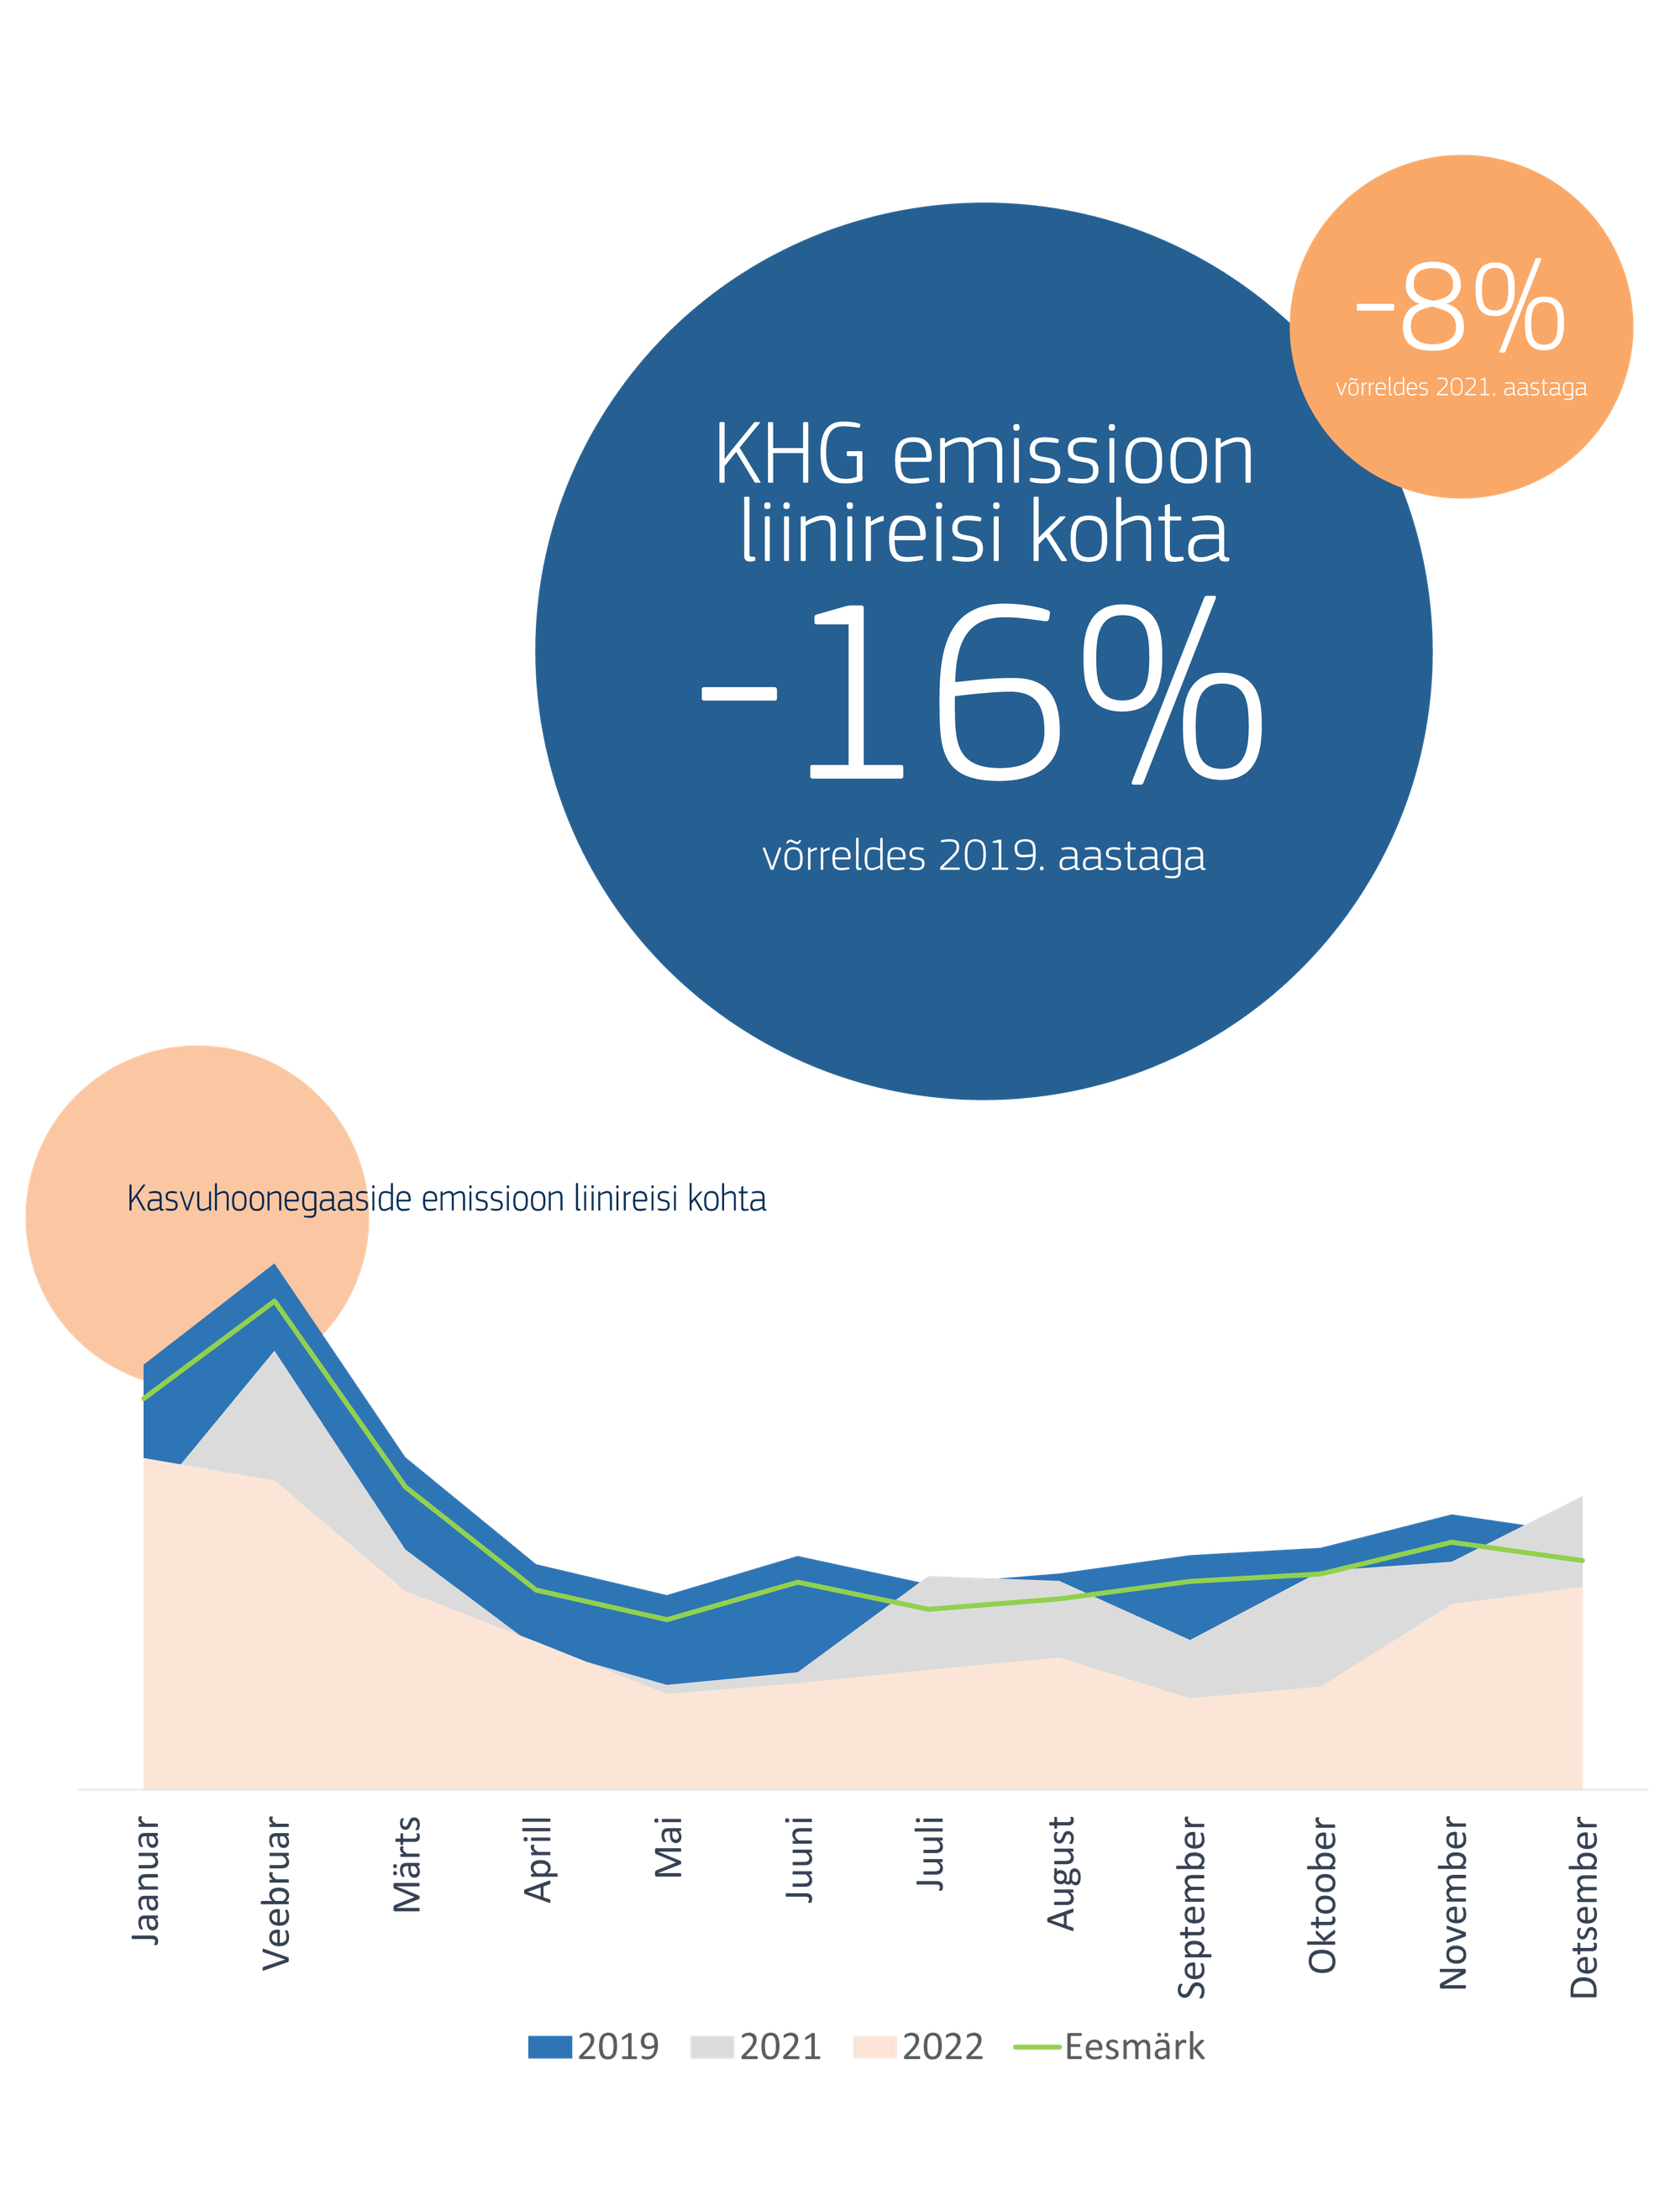 -8%
võrreldes 2021. aastaga
KHG emissioon
liinireisi kohta
-16%
võrreldes 2019. aastaga
Kasvuhoonegaaside emissioon liinireisi kohta
Jaanuar
Veebruar
Märts
Aprill
Mai
Juuni
Juuli
August
September
Oktoober
November
Detsember
2019 2021 2022 Eesmärk